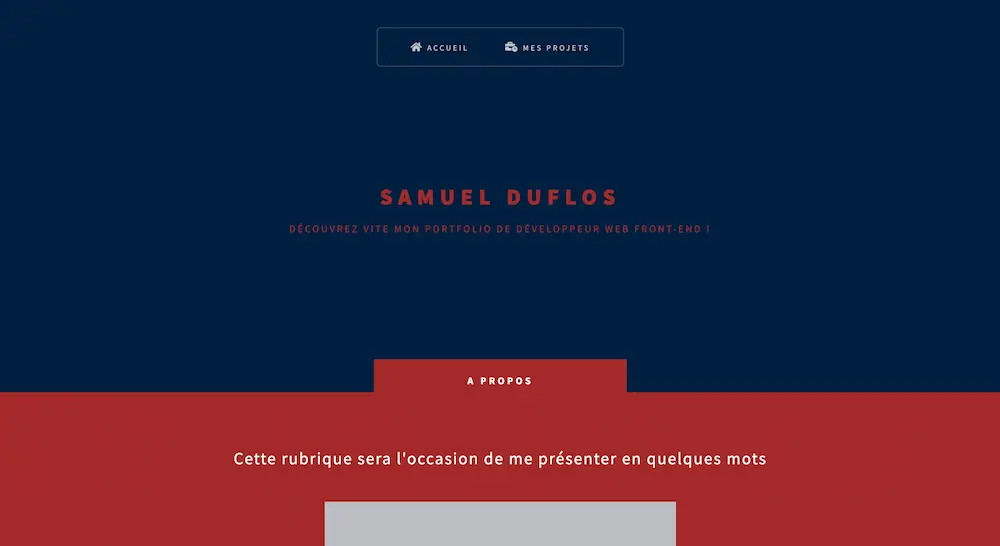 ACCUEIL MES PROJETS
SAMUEL DUFLOS
DÉCOUVREZ VITE MON PORTFOLIO DE DÉVELOPPEUR WEB FRONT-END !
A PROPOS
Cette rubrique sera l'occasion de me présenter en quelques mots